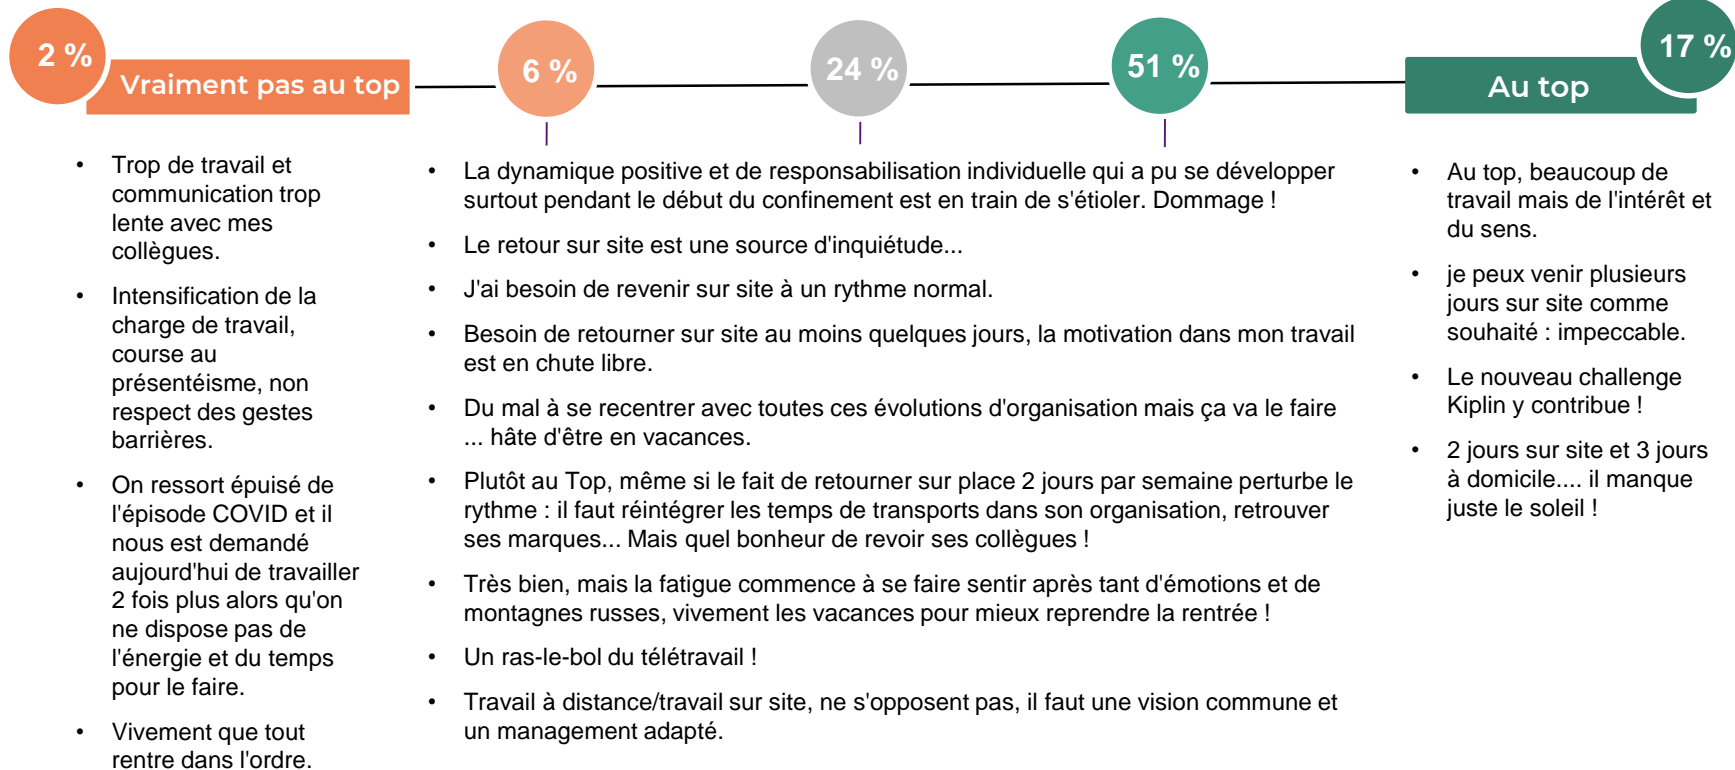 2 %
Vraiment pas au top
6 %
24 %
51 %
Au top
17 %
• Trop de travail et
communication trop
lente avec mes
collègues.
• Intensification de la
charge de travail,
course au
présentéisme, non
respect des gestes
barrières.
• On ressort épuisé de
l'épisode COVID et il
nous est demandé
aujourd'hui de travailler
2 fois plus alors qu'on
ne dispose pas de
l'énergie et du temps
pour le faire.
• Vivement que tout
rentre dans l'ordre.
• La dynamique positive et de responsabilisation individuelle qui a pu se développer
surtout pendant le début du confinement est en train de s'étioler. Dommage !
• Le retour sur site est une source d'inquiétude...
• J'ai besoin de revenir sur site à un rythme normal.
• Besoin de retourner sur site au moins quelques jours, la motivation dans mon travail
est en chute libre.
• Du mal à se recentrer avec toutes ces évolutions d'organisation mais ça va le faire
... hâte d'être en vacances.
• Plutôt au Top, même si le fait de retourner sur place 2 jours par semaine perturbe le
rythme : il faut réintégrer les temps de transports dans son organisation, retrouver
ses marques... Mais quel bonheur de revoir ses collègues !
• Très bien, mais la fatigue commence à se faire sentir après tant d'émotions et de
montagnes russes, vivement les vacances pour mieux reprendre la rentrée !
• Un ras-le-bol du télétravail !
• Travail à distance/travail sur site, ne s'opposent pas, il faut une vision commune et
un management adapté.
• Au top, beaucoup de
travail mais de l'intérêt et
du sens.
• je peux venir plusieurs
jours sur site comme
souhaité : impeccable.
• Le nouveau challenge
Kiplin y contribue !
• 2 jours sur site et 3 jours
à domicile.... il manque
juste le soleil !